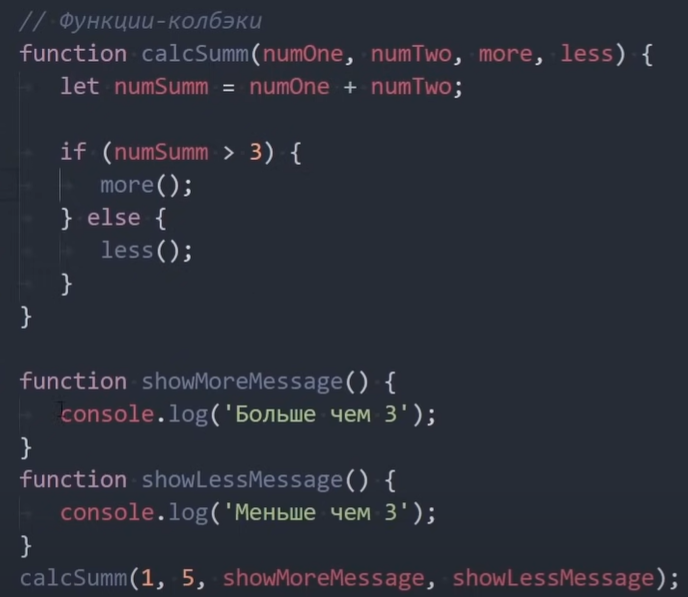 // Функции-колбэки
function calcSumm(numOne, numTwo, more, less) {
let numSumm = numOne + numTwo;
if (numSumm > 3) {
more();
} else {
less();
}
}
function showMoreMessage() {
console.log('Больше чем 3');
}
function showLessMessage() {
console.log('Меньше чем 3');
}
calcSumm(1, 5, showMoreMessage, showLessMessage);